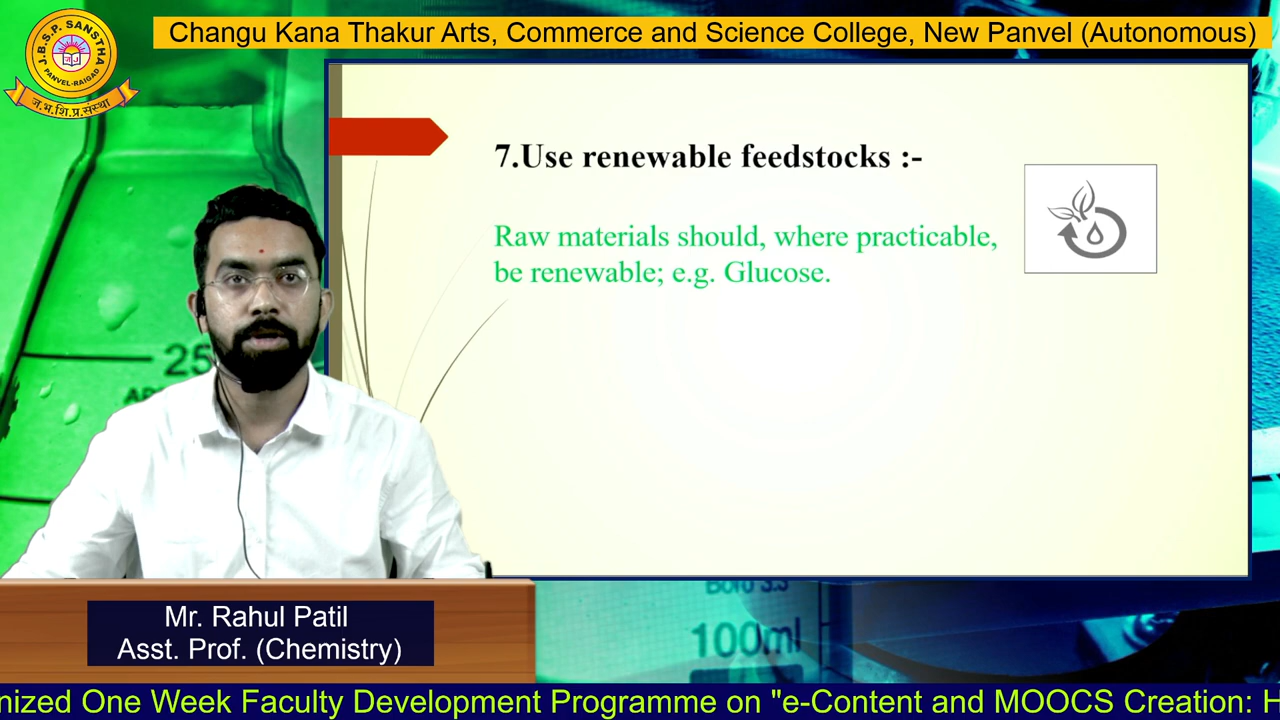 Changu Kana Thakur Arts, Commerce and Science College, New Panvel (Autonomous)
J.B.S.P. SANSTHA
PANVEL-RAIGAD
ज.भ.शि.प्र.संस्था
7.Use renewable feedstocks :-
Raw materials should, where practicable,
be renewable; e.g. Glucose.
25
100ml
Mr. Rahul Patil
Asst. Prof. (Chemistry)
nized One Week Faculty Development Programme on "e-Content and MOOCS Creation: H